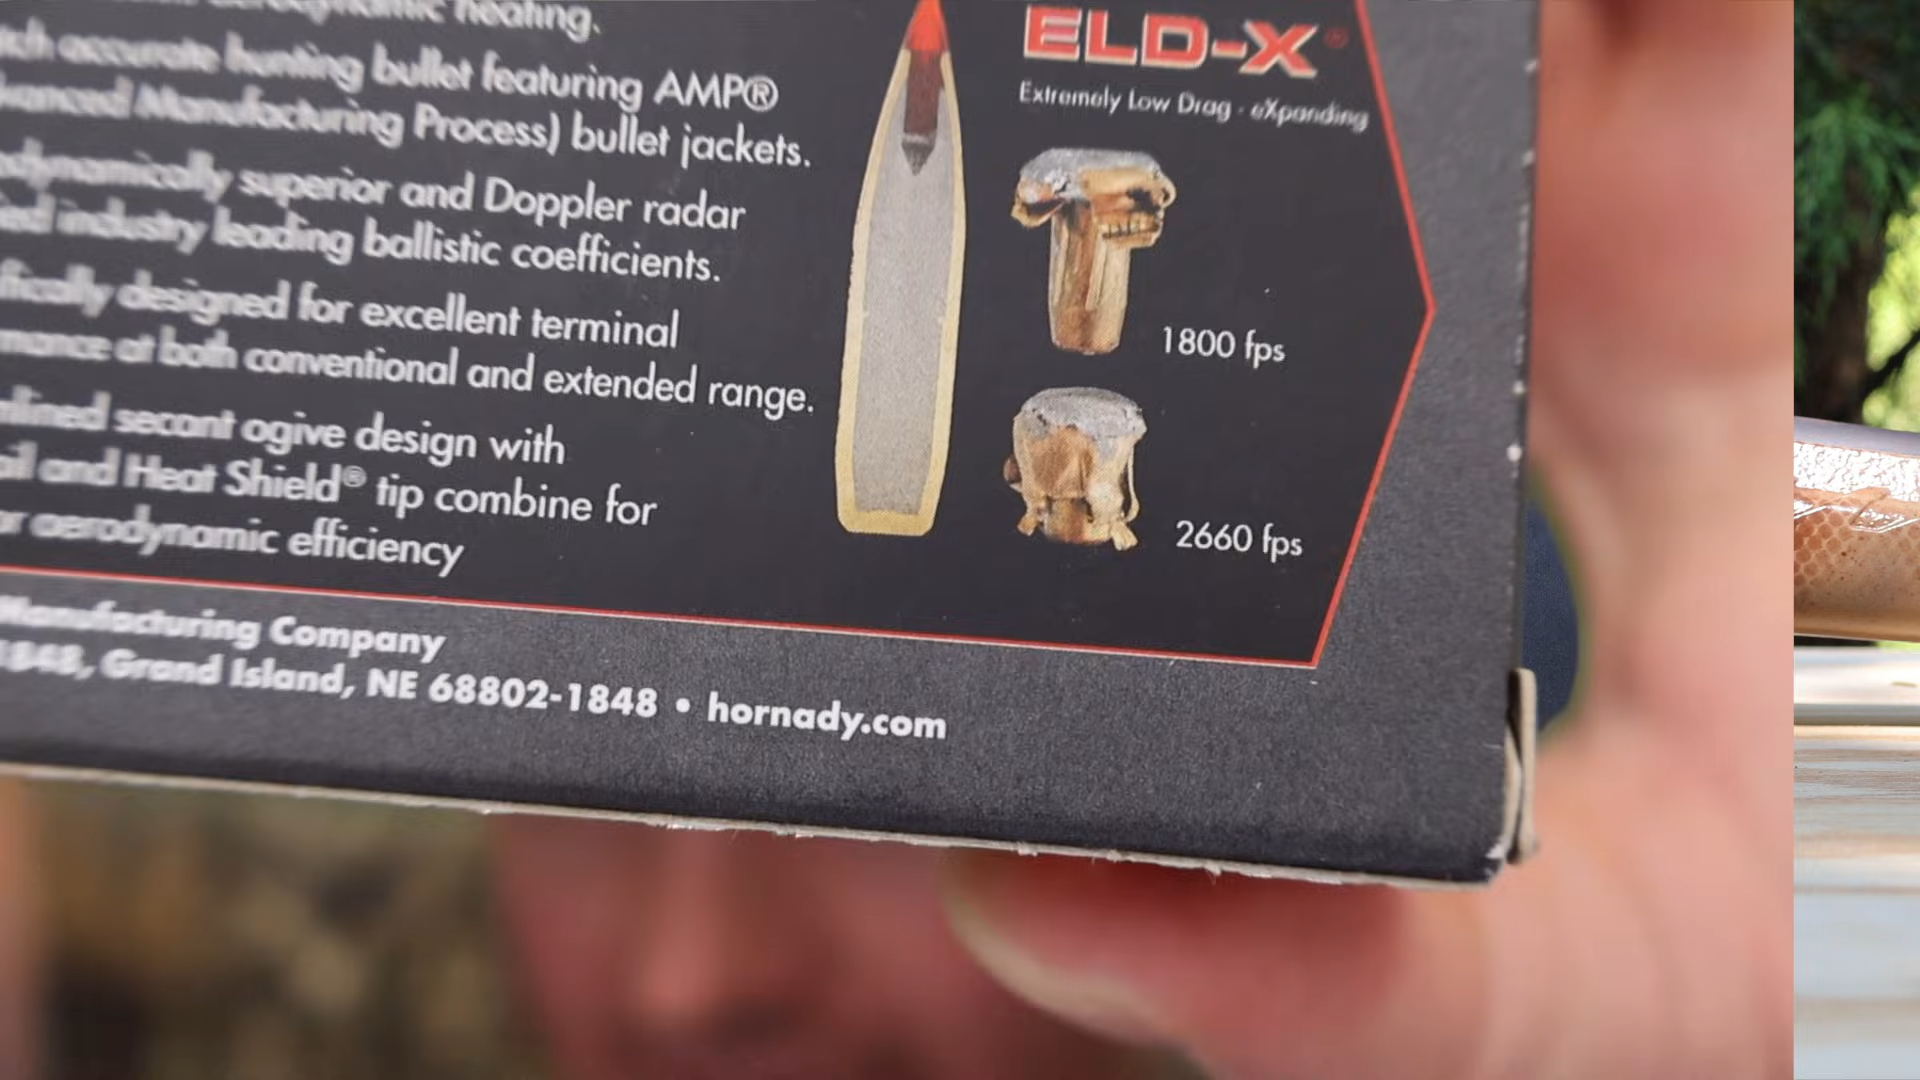 heating.
accurate hunting bullet featuring AMP®
Manufacturing Process) bullet jackets.
superior and Doppler radar
industry leading ballistic coefficients.
designed for excellent terminal
at both conventional and extended range.
secant ogive design with
and Heat Shield® tip combine for
aerodynamic efficiency
ELD-X®
Extremely Low Drag - eXpanding
1800 fps
2660 fps
Manufacturing Company
1848, Grand Island, NE 68802-1848 • hornady.com